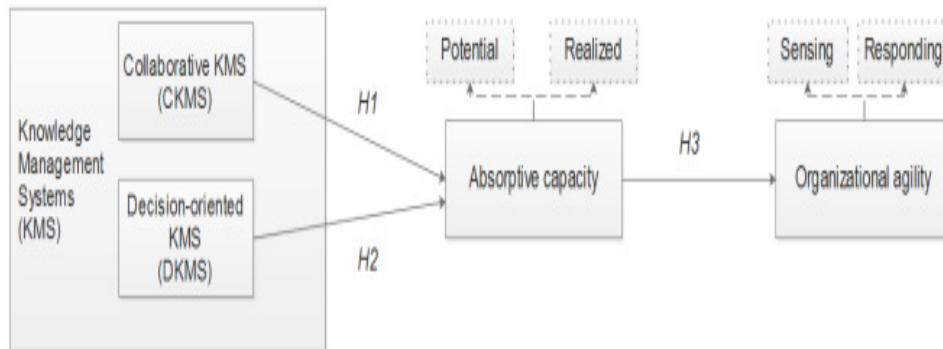 Knowledge
Management
Systems
(KMS)
Collaborative KMS
(CKMS)
Decision-oriented
KMS
(DKMS)
H1
H2
Potential
Realized
Absorptive capacity
H3
Sensing
Responding
Organizational agility